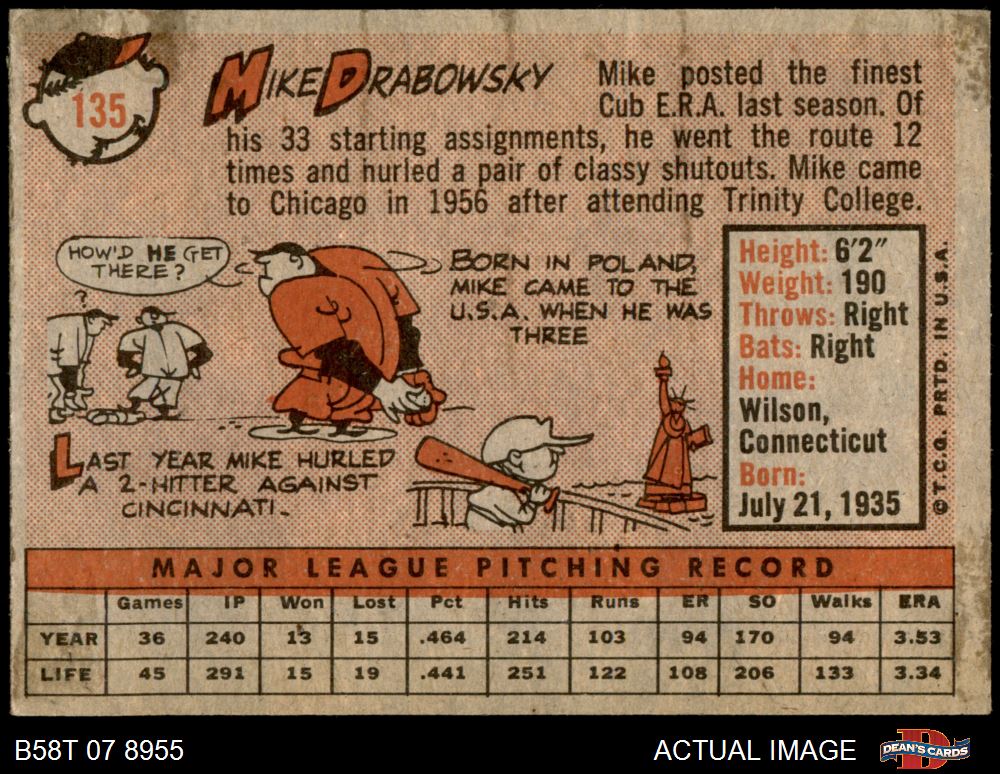 135
MIKE DRABOWSKY
Mike posted the finest
Cub E.R.A. last season. Of
his 33 starting assignments, he went the route 12
times and hurled a pair of classy shutouts. Mike came
to Chicago in 1956 after attending Trinity College.
HOW'D HE GET
THERE?
?
BORN IN POLAND,
MIKE CAME TO THE
U.S.A. WHEN HE WAS
THREE
LAST YEAR MIKE HURLED
A 2-HITTER AGAINST
CINCINNATI.
Height: 6'2"
Weight: 190
Throws: Right
Bats: Right
Home:
Wilson,
Connecticut
Born:
July 21, 1935
© T.C.G. PRTD. IN U.S.A.
MAJOR LEAGUE PITCHING RECORD
Games IP Won Lost Pct Hits Runs ER SO Walks ERA
YEAR 36 240 13 15 .464 214 103 94 170 94 3.53
LIFE 45 291 15 19 .441 251 122 108 206 133 3.34
B58T 07 8955
ACTUAL IMAGE
DEAN'S CARDS